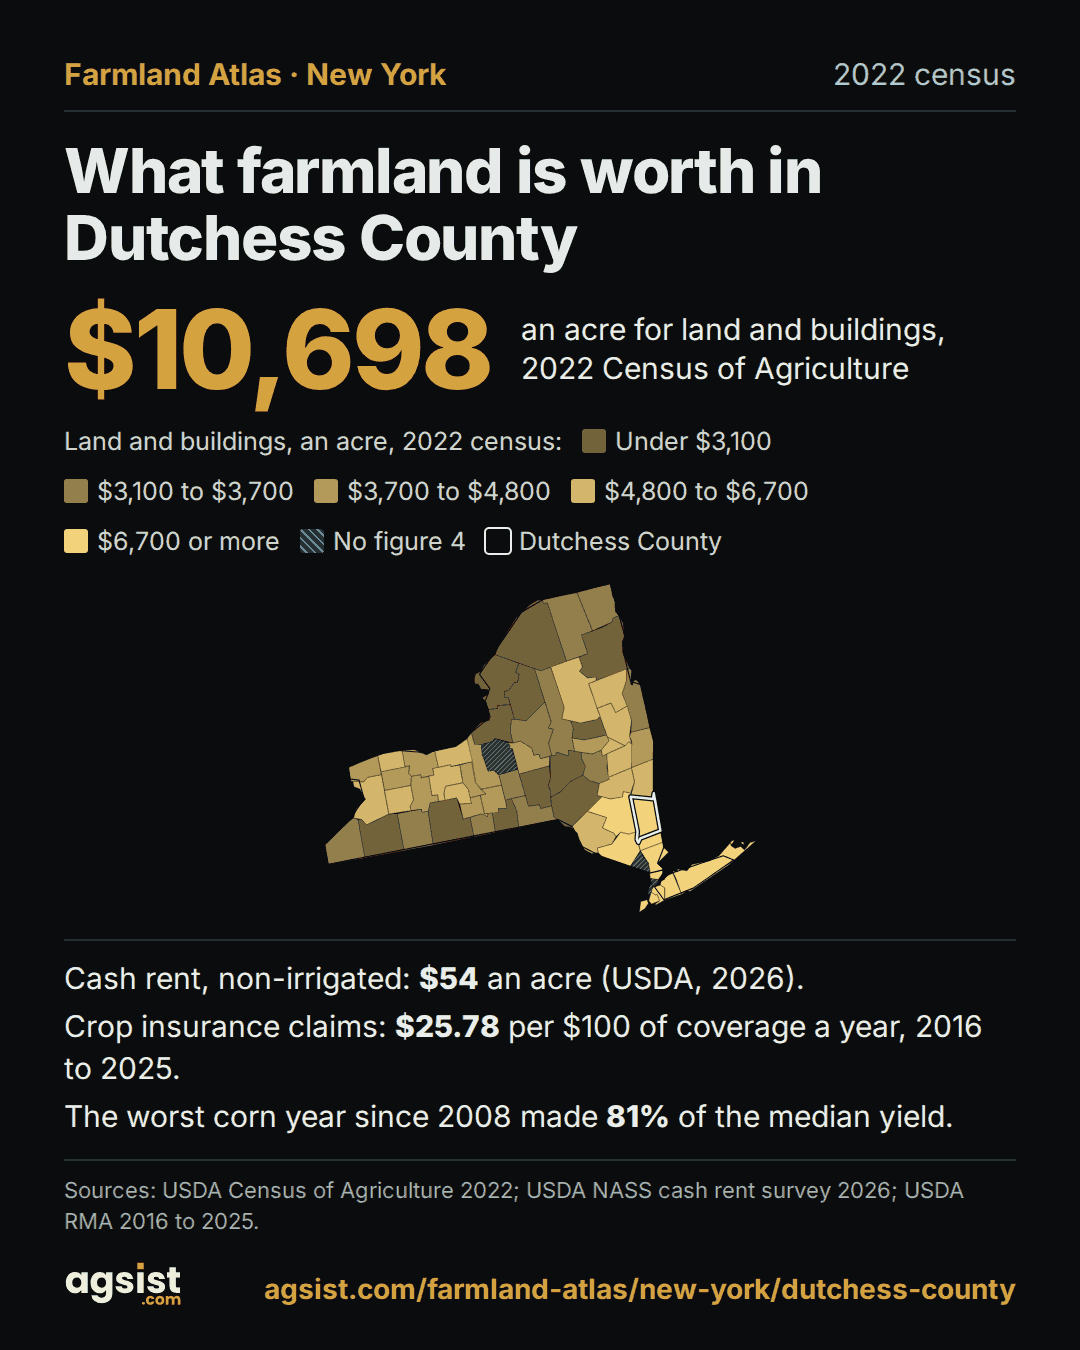 Farmland Atlas · New York
2022 census
What farmland is worth in
Dutchess County
$10,698
an acre for land and buildings,
2022 Census of Agriculture
Land and buildings, an acre, 2022 census: Under $3,100
$3,100 to $3,700 $3,700 to $4,800 $4,800 to $6,700
$6,700 or more No figure 4 Dutchess County
Cash rent, non-irrigated: $54 an acre (USDA, 2026).
Crop insurance claims: $25.78 per $100 of coverage a year, 2016
to 2025.
The worst corn year since 2008 made 81% of the median yield.
Sources: USDA Census of Agriculture 2022; USDA NASS cash rent survey 2026; USDA
RMA 2016 to 2025.
agsist
.com
agsist.com/farmland-atlas/new-york/dutchess-county